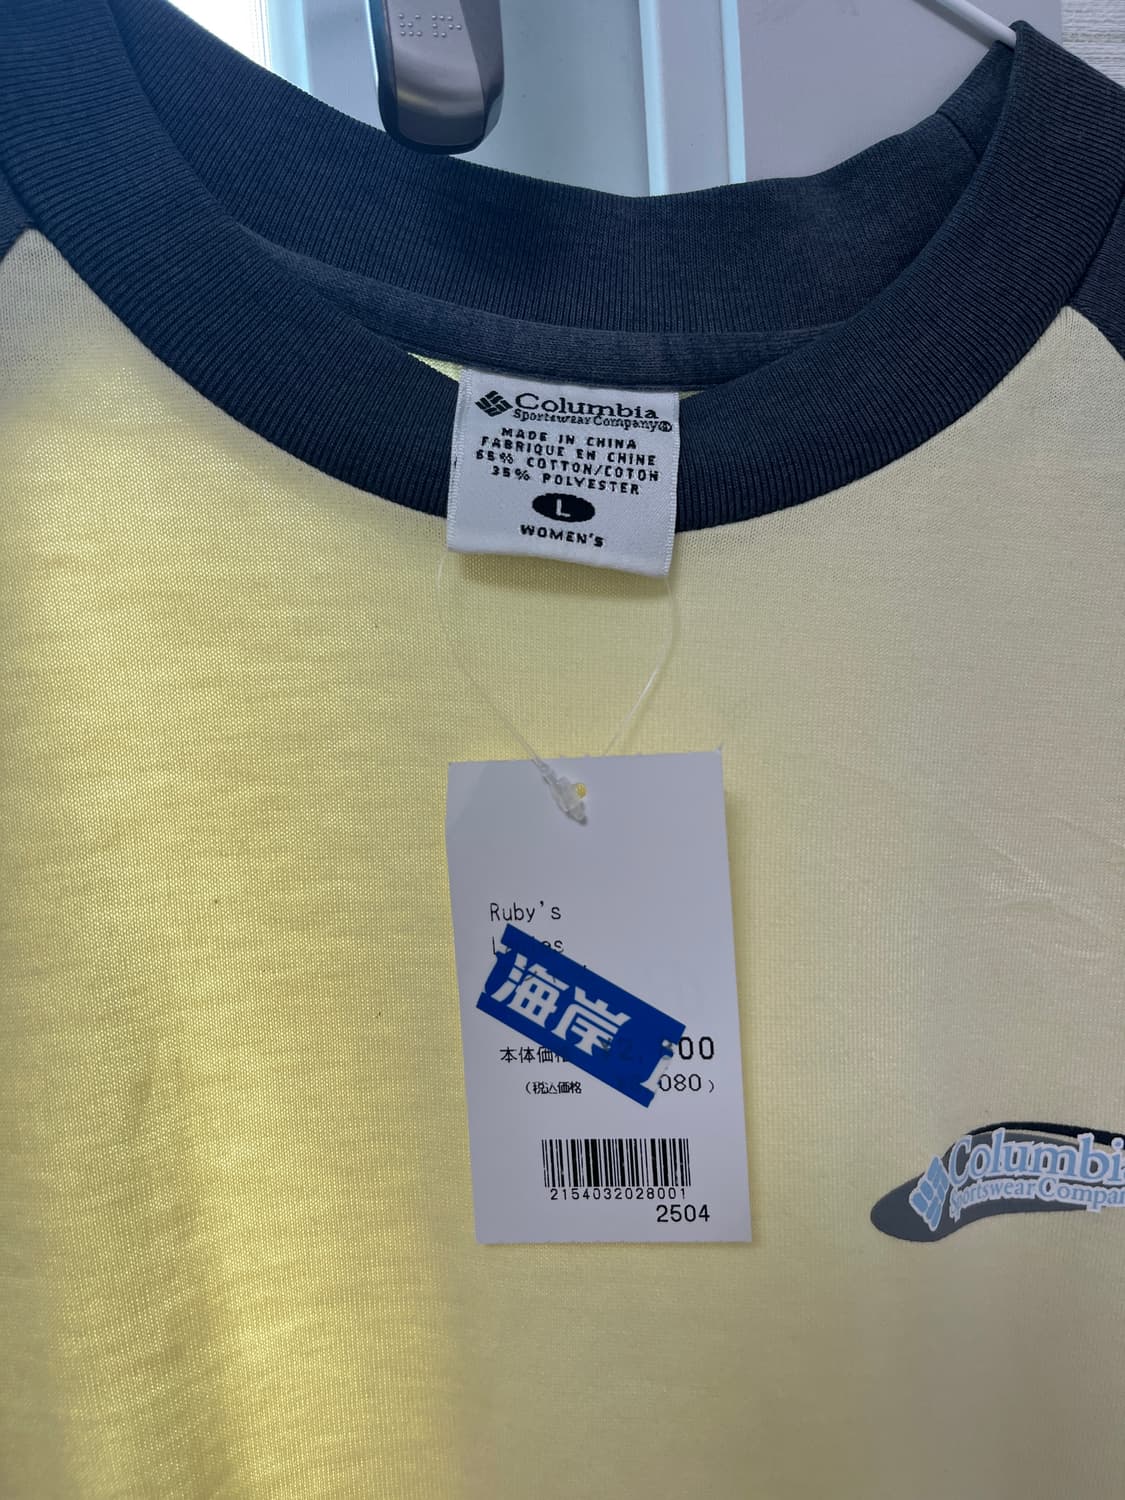 Columbia
Sportswear Company®
MADE IN CHINA
FABRIQUE EN CHINE
65% COTTON/COTON
35% POLYESTER
L
WOMEN'S
Ruby's
海岸
本体価格
00
(税込価格
080)
2154032028001
2504
Columbia
Sportswear Compan